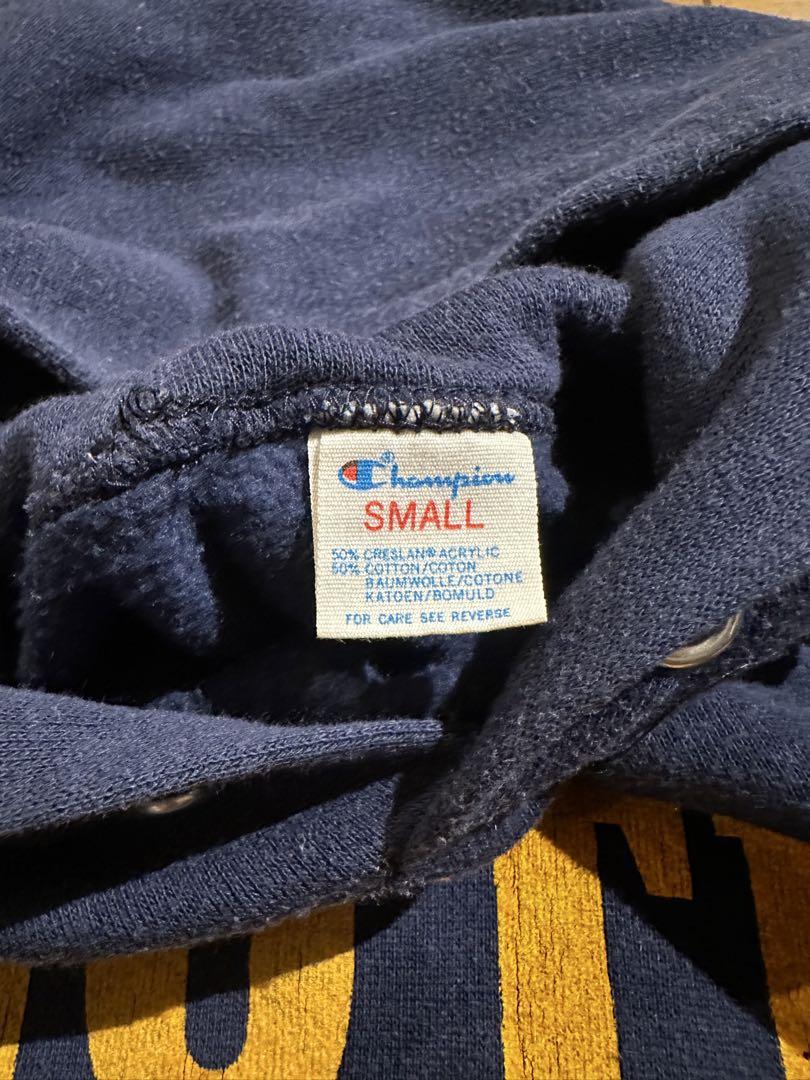 Champion®
SMALL
50% CRESLAN® ACRYLIC
50% COTTON/COTON
BAUMWOLLE/COTONE
KATOEN/BOMULD
FOR CARE SEE REVERSE